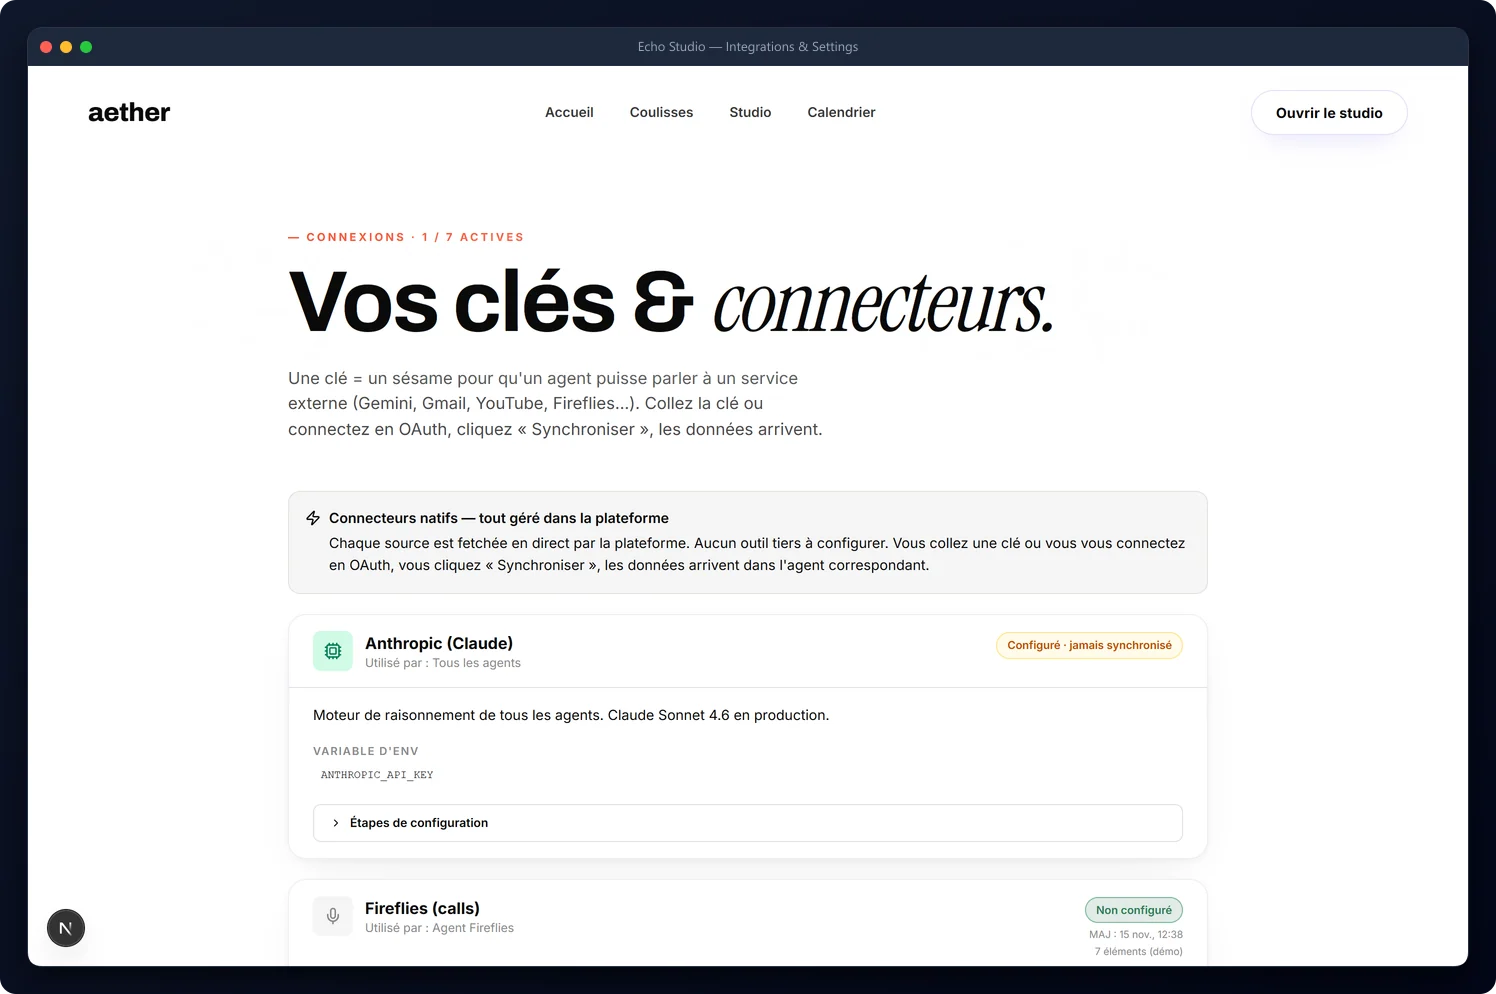 Echo Studio — Integrations & Settings
aether
Accueil
Coulisses
Studio
Calendrier
Ouvrir le studio
— CONNEXIONS · 1 / 7 ACTIVES
Vos clés & connecteurs.
Une clé = un sésame pour qu'un agent puisse parler à un service
externe (Gemini, Gmail, YouTube, Fireflies...). Collez la clé ou
connectez en OAuth, cliquez « Synchroniser », les données arrivent.
Connecteurs natifs — tout géré dans la plateforme
Chaque source est fetchée en direct par la plateforme. Aucun outil tiers à configurer. Vous collez une clé ou vous vous connectez
en OAuth, vous cliquez « Synchroniser », les données arrivent dans l'agent correspondant.
Anthropic (Claude)
Configuré · jamais synchronisé
Utilisé par : Tous les agents
Moteur de raisonnement de tous les agents. Claude Sonnet 4.6 en production.
VARIABLE D'ENV
ANTHROPIC_API_KEY
Étapes de configuration
Fireflies (calls)
Non configuré
Utilisé par : Agent Fireflies
MAJ : 15 nov., 12:38
7 éléments (démo)
N